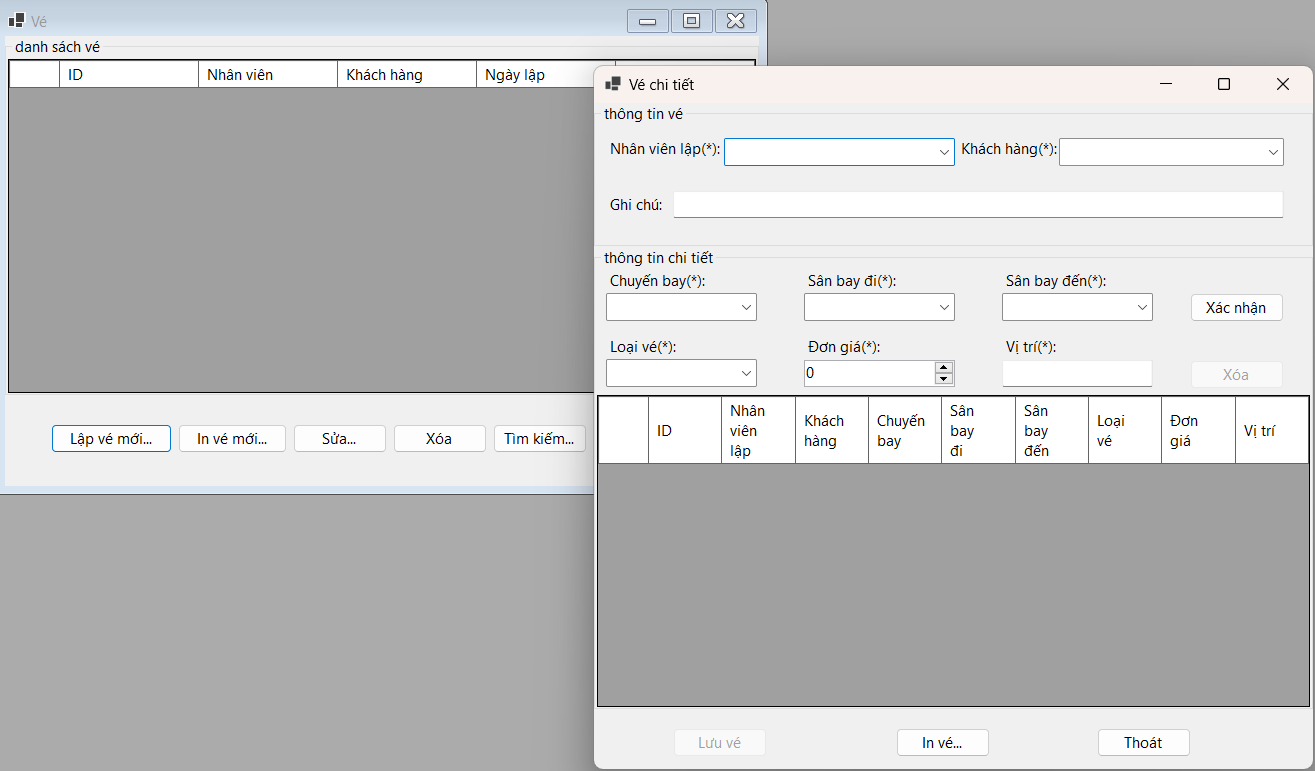 Vé
danh sách vé
ID Nhân viên Khách hàng Ngày lập
Lập vé mới... In vé mới... Sửa... Xóa Tìm kiếm...
Vé chi tiết
thông tin vé
Nhân viên lập(*): Khách hàng(*):
Ghi chú:
thông tin chi tiết
Chuyến bay(*): Sân bay đi(*): Sân bay đến(*):
Xác nhận
Loại vé(*): Đơn giá(*): Vị trí(*):
0
Xóa
ID Nhân viên lập Khách hàng Chuyến bay Sân bay đi Sân bay đến Loại vé Đơn giá Vị trí
Lưu vé In vé... Thoát